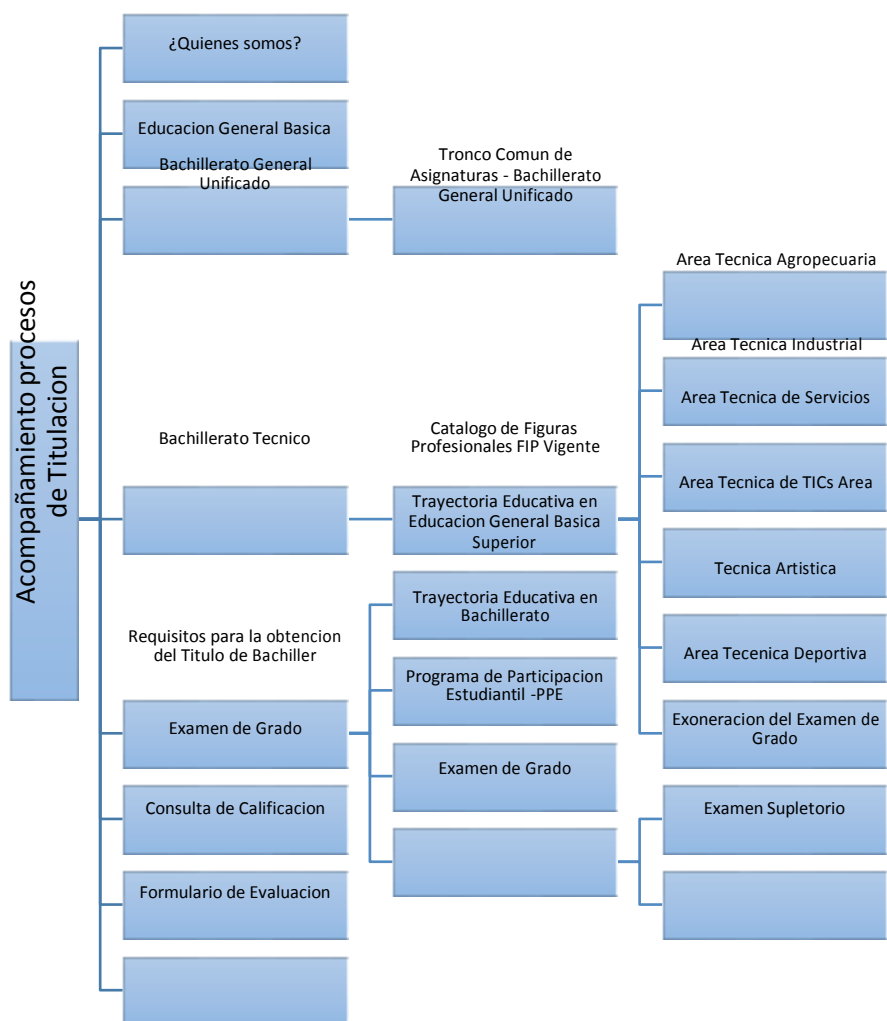 Acompañamiento procesos
de Titulacion
¿Quienes somos?
Educacion General Basica
Bachillerato General
Unificado
Tronco Comun de
Asignaturas - Bachillerato
General Unificado
Bachillerato Tecnico
Catalogo de Figuras
Profesionales FIP Vigente
Area Tecnica Agropecuaria
Area Tecnica Industrial
Area Tecnica de Servicios
Area Tecnica de TICs Area
Tecnica Artistica
Area Tecenica Deportiva
Requisitos para la obtencion
del Titulo de Bachiller
Trayectoria Educativa en
Educacion General Basica
Superior
Trayectoria Educativa en
Bachillerato
Programa de Participacion
Estudiantil -PPE
Examen de Grado
Exoneracion del Examen de
Grado
Examen Supletorio
Examen de Grado
Consulta de Calificacion
Formulario de Evaluacion